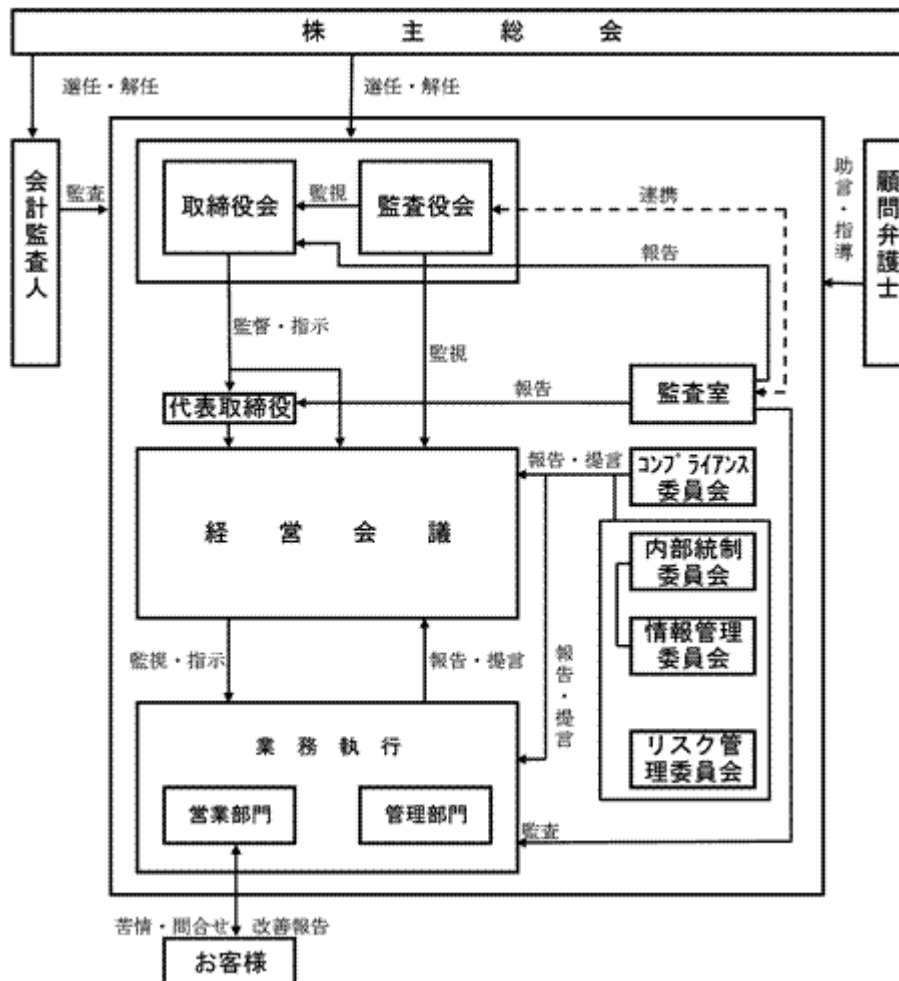 株主総会
選任・解任
選任・解任
会計監査人
監査
取締役会
監視
監査役会
連携
報告
助言・指導
顧問弁護士
監督・指示
監視
代表取締役
報告
監査室
経営会議
報告・提言
コンプライアンス
委員会
内部統制
委員会
情報管理
委員会
リスク管
理委員会
監視・指示
報告・提言
報告・提言
業務執行
営業部門
管理部門
監査
苦情・問合せ
改善報告
お客様